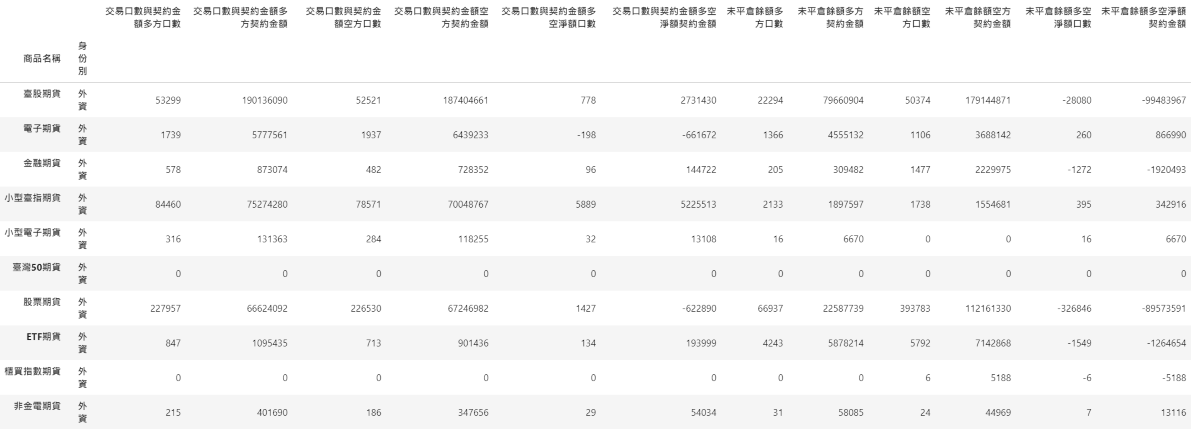 交易口數與契約金 交易口數與契約金額多 交易口數與契約金 交易口數與契約金額空 交易口數與契約金額多 交易口數與契約金額多空 未平倉餘額多 未平倉餘額多方 未平倉餘額空 未平倉餘額空方 未平倉餘額多空 未平倉餘額多空淨額
額多方口數 方契約金額 額空方口數 方契約金額 空淨額口數 淨額契約金額 方口數 契約金額 方口數 契約金額 淨額口數 契約金額
商品名稱 身份別
臺股期貨 外資 53299 190136090 52521 187404661 778 2731430 22294 79660904 50374 179144871 -28080 -99483967
電子期貨 外資 1739 5777561 1937 6439233 -198 -661672 1366 4555132 1106 3688142 260 866990
金融期貨 外資 578 873074 482 728352 96 144722 205 309482 1477 2229975 -1272 -1920493
小型臺指期貨 外資 84460 75274280 78571 70048767 5889 5225513 2133 1897597 1738 1554681 395 342916
小型電子期貨 外資 316 131363 284 118255 32 13108 16 6670 0 0 16 6670
臺灣50期貨 外資 0 0 0 0 0 0 0 0 0 0 0 0
股票期貨 外資 227957 66624092 226530 67246982 1427 -622890 66937 22587739 393783 112161330 -326846 -89573591
ETF期貨 外資 847 1095435 713 901436 134 193999 4243 5878214 5792 7142868 -1549 -1264654
櫃買指數期貨 外資 0 0 0 0 0 0 0 0 6 5188 -6 -5188
非金電期貨 外資 215 401690 186 347656 29 54034 31 58085 24 44969 7 13116